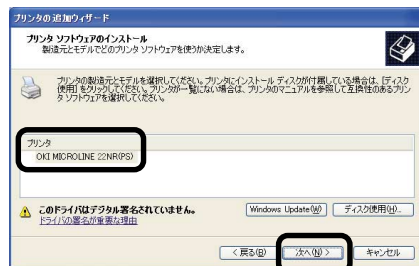 プリンタの追加ウィザード
プリンタ ソフトウェアのインストール
製造元とモデルでどのプリンタ ソフトウェアを使うか決定します。
プリンタの製造元とモデルを選択してください。プリンタにインストール ディスクが付属している場合は、[ディスク
使用] をクリックしてください。プリンタが一覧にない場合は、プリンタのマニュアルを参照して互換性のあるプリン
タ ソフトウェアを選択してください。
プリンタ
OKI MICROLINE 22NR(PS)
このドライバはデジタル署名されていません。
ドライバの署名が重要な理由
Windows Update(W)
ディスク使用(H)...
< 戻る(B)
次へ(N) >
キャンセル